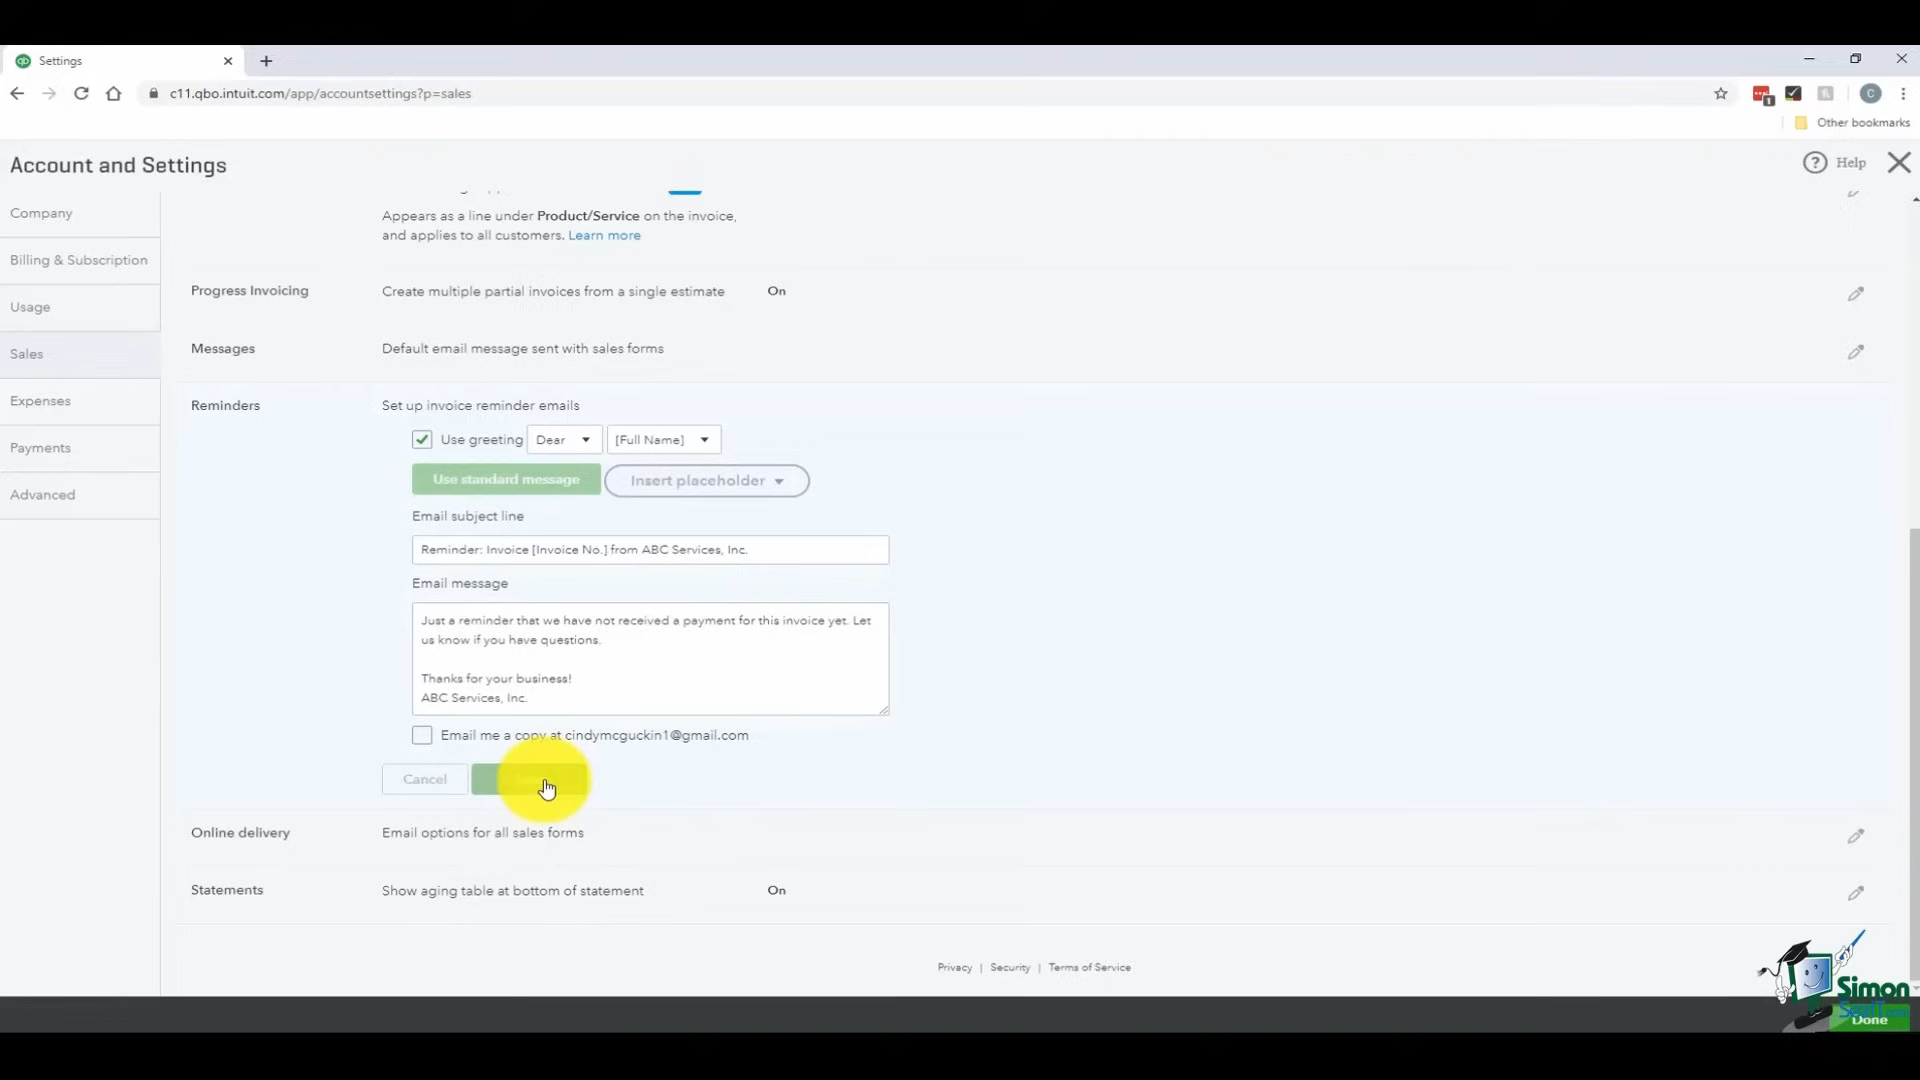 Settings
c11.qbo.intuit.com/app/accountsettings?p=sales
1
C
Other bookmarks
Account and Settings
Help
Company
Billing & Subscription
Usage
Sales
Expenses
Payments
Advanced
Appears as a line under Product/Service on the invoice,
and applies to all customers. Learn more
Progress Invoicing
Create multiple partial invoices from a single estimate
On
Messages
Default email message sent with sales forms
Reminders
Set up invoice reminder emails
Use greeting
Dear
[Full Name]
Use standard message
Insert placeholder
Email subject line
Reminder: Invoice [Invoice No.] from ABC Services, Inc.
Email message
Just a reminder that we have not received a payment for this invoice yet. Let
us know if you have questions.
Thanks for your business!
ABC Services, Inc.
Email me a copy at cindymcguckin1@gmail.com
Cancel
Online delivery
Email options for all sales forms
Statements
Show aging table at bottom of statement
On
Privacy | Security | Terms of Service
Simon
Done